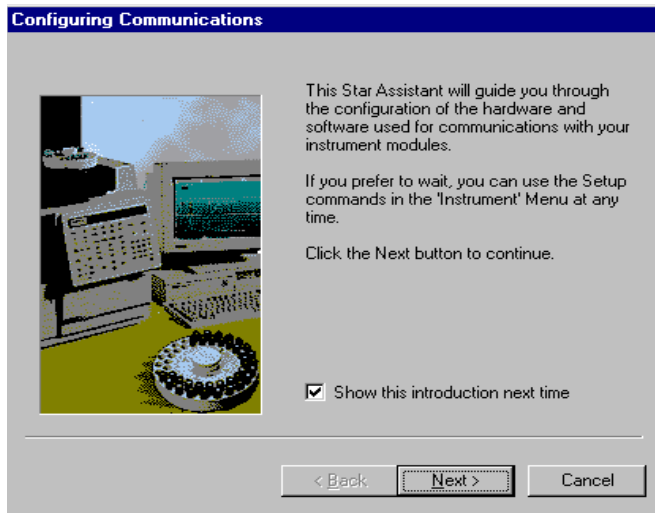 Configuring Communications
This Star Assistant will guide you through
the configuration of the hardware and
software used for communications with your
instrument modules.
If you prefer to wait, you can use the Setup
commands in the 'Instrument' Menu at any
time.
Click the Next button to continue.
Show this introduction next time
< Back
Next >
Cancel